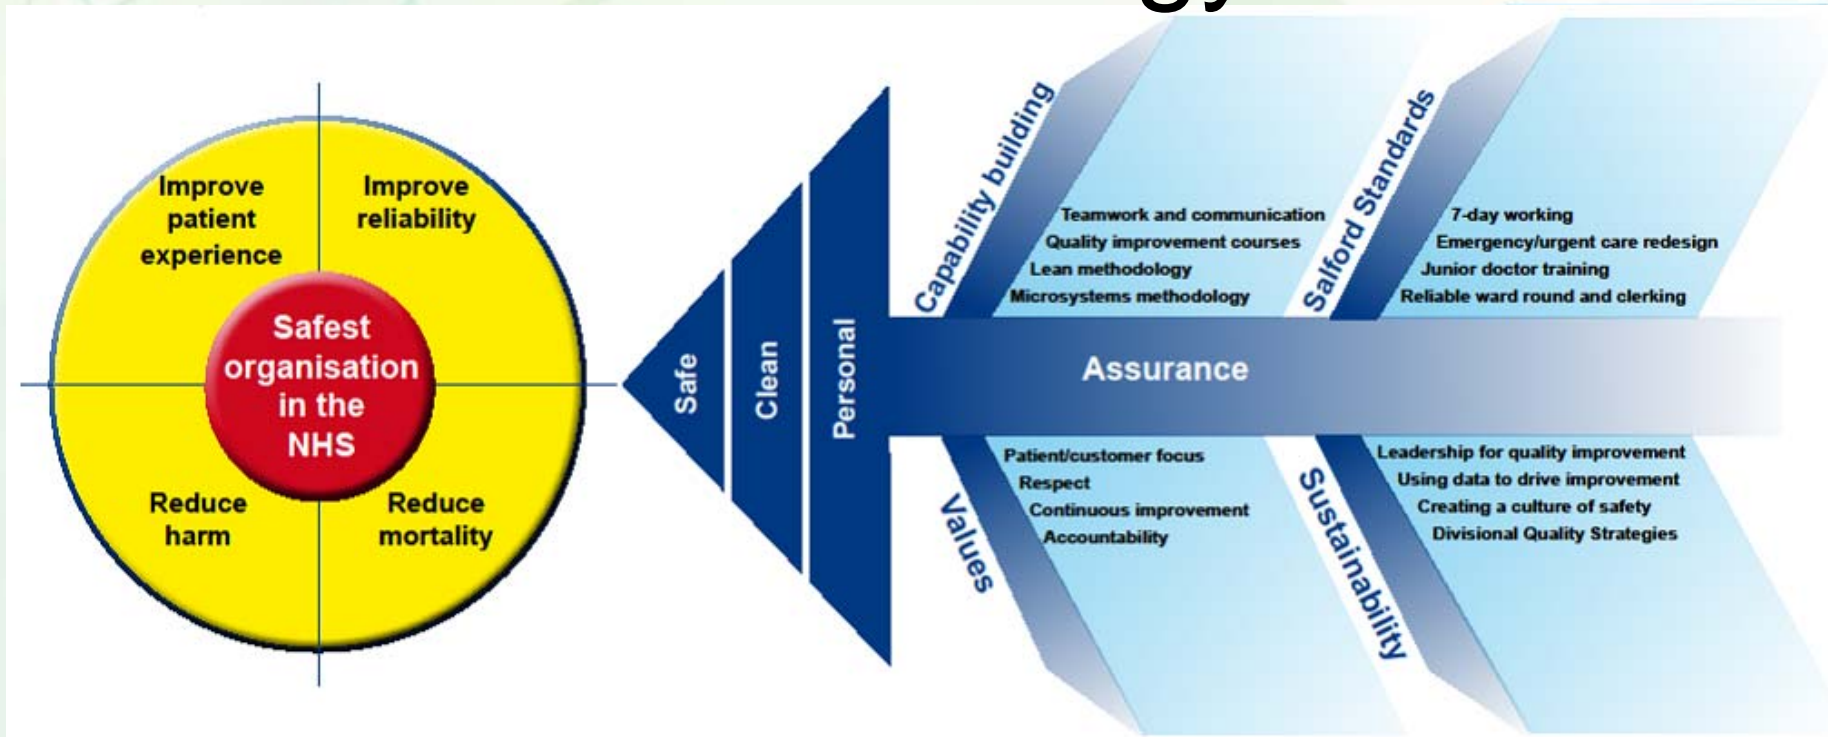 gy
Improve
patient
experience
Improve
reliability
Safest
organisation
in the
NHS
Reduce
harm
Reduce
mortality
Safe
Clean
Personal
Assurance
Capability building
Teamwork and communication
Quality improvement courses
Lean methodology
Microsystems methodology
Salford Standards
7-day working
Emergency/urgent care redesign
Junior doctor training
Reliable ward round and clerking
Values
Patient/customer focus
Respect
Continuous improvement
Accountability
Sustainability
Leadership for quality improvement
Using data to drive improvement
Creating a culture of safety
Divisional Quality Strategies